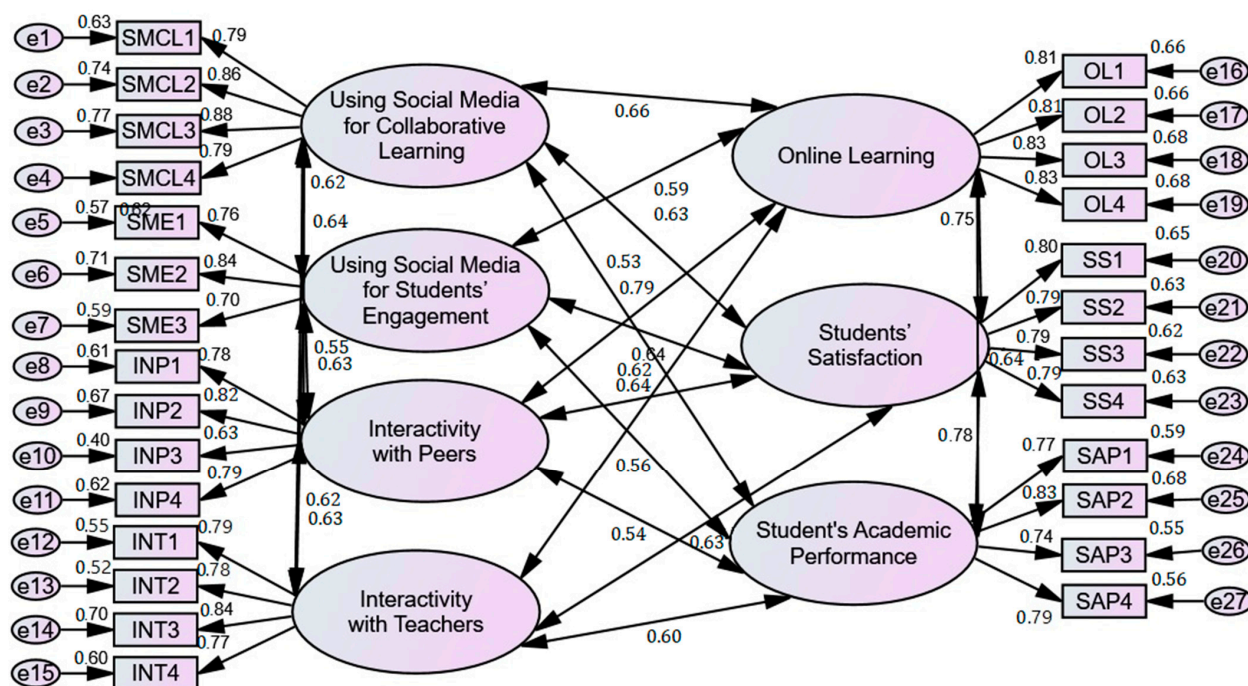 e1 0.63 SMCL1 0.79
e2 0.74 SMCL2 0.86
e3 0.77 SMCL3 0.88
e4 SMCL4 0.79
e5 0.57 0.62 SME1 0.76
e6 0.71 SME2 0.84
e7 0.59 SME3 0.70
e8 0.61 INP1 0.78
e9 0.67 INP2 0.82
e10 0.40 INP3 0.63
e11 0.62 INP4 0.79
e12 0.55 INT1 0.79
e13 0.52 INT2 0.78
e14 0.70 INT3 0.84
e15 0.60 INT4 0.77
Using Social Media
for Collaborative
Learning
0.62
0.64
Using Social Media
for Students’
Engagement
0.55
0.63
Interactivity
with Peers
0.62
0.63
Interactivity
with Teachers
0.66
0.59
0.63
0.53
0.79
0.64
0.62
0.64
0.56
0.54
0.63
0.60
Online Learning
0.75
Students’
Satisfaction
0.64
0.78
Student's Academic
Performance
0.81 OL1 0.66 e16
0.81 OL2 0.66 e17
0.83 OL3 0.68 e18
0.83 OL4 0.68 e19
0.80 SS1 0.65 e20
0.79 SS2 0.63 e21
0.79 SS3 0.62 e22
0.79 SS4 0.63 e23
0.77 SAP1 0.59 e24
0.83 SAP2 0.68 e25
0.74 SAP3 0.55 e26
0.79 SAP4 0.56 e27